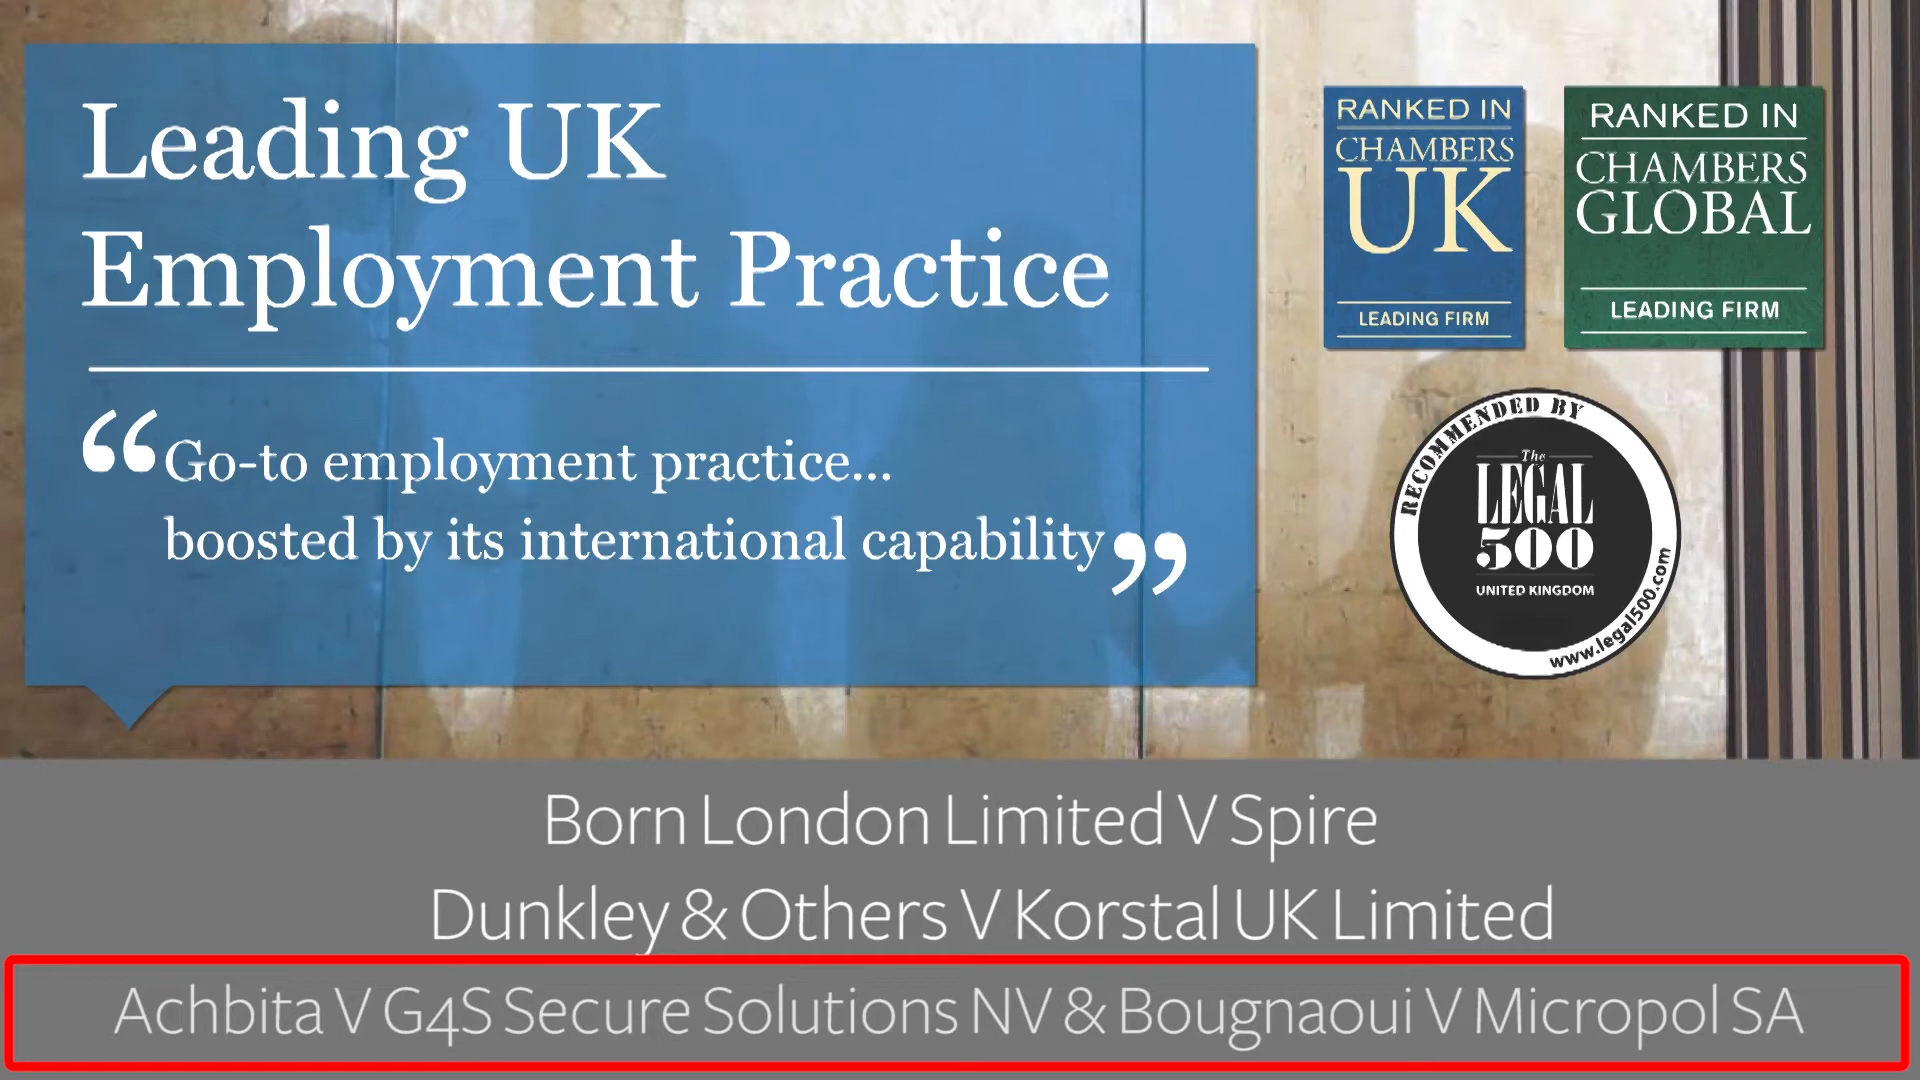 Leading UK
Employment Practice
“Go-to employment practice...
boosted by its international capability”
RANKED IN
CHAMBERS
UK
LEADING FIRM
RANKED IN
CHAMBERS
GLOBAL
LEADING FIRM
RECOMMENDED BY
The
LEGAL
500
UNITED KINGDOM
www.legal500.com
Born London Limited V Spire
Dunkley & Others V Korstal UK Limited
Achbita V G4S Secure Solutions NV & Bougnaoui V Micropol SA